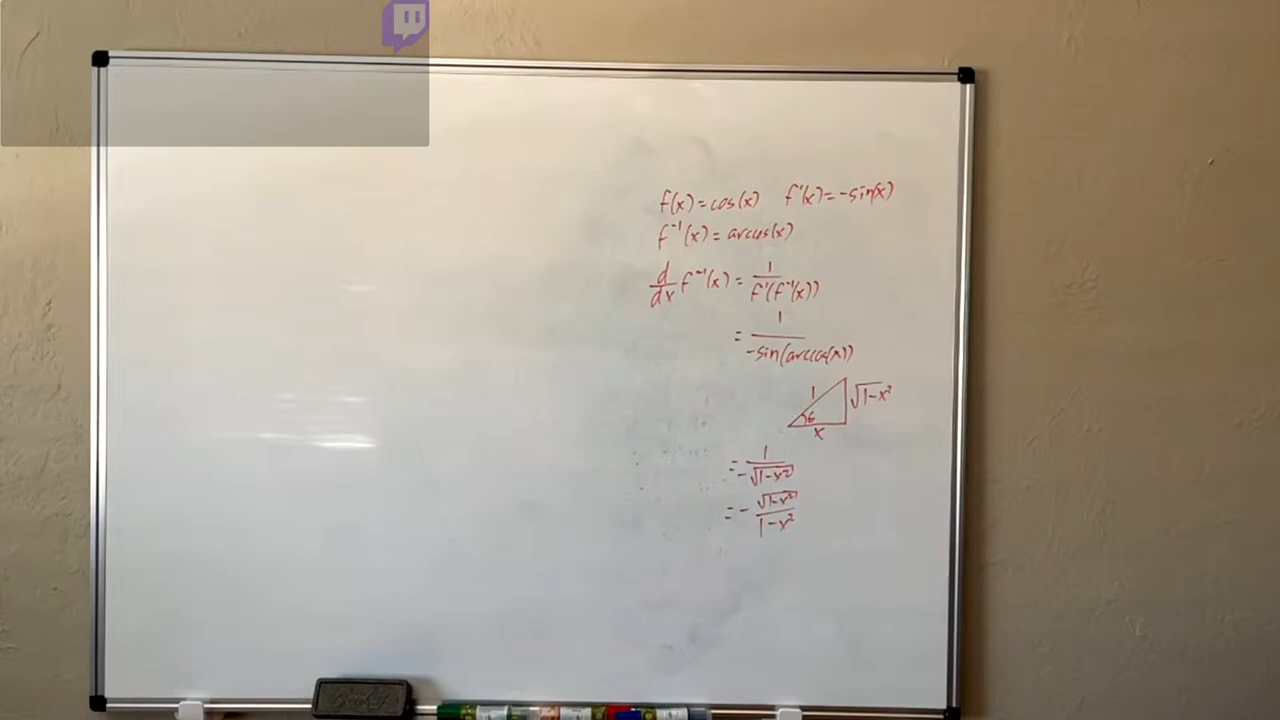 f(x)=cos(x) f'(x)=-sin(x)
f⁻¹(x)=arccos(x)
d/dx f⁻¹(x) = 1/f'(f⁻¹(x))
= 1/-sin(arccos(x))
1 √1-x²
θ
x
= 1/-√1-x²
= - √1-x²/1-x²